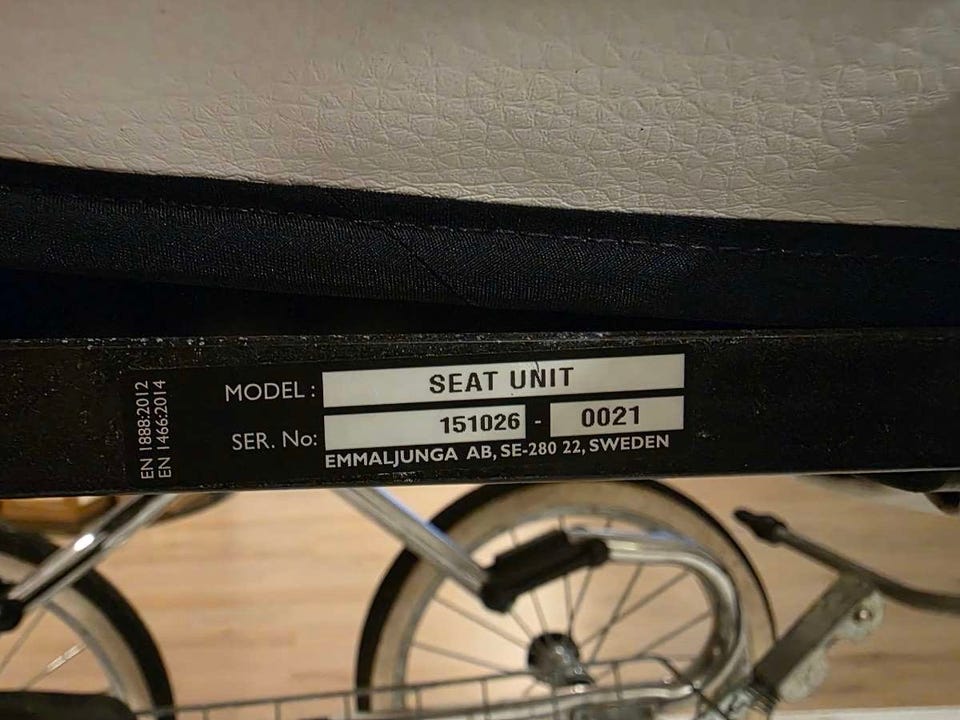 EN 1888:2012
EN 1466:2014
MODEL : SEAT UNIT
SER. No: 151026 - 0021
EMMALJUNGA AB, SE-280 22, SWEDEN